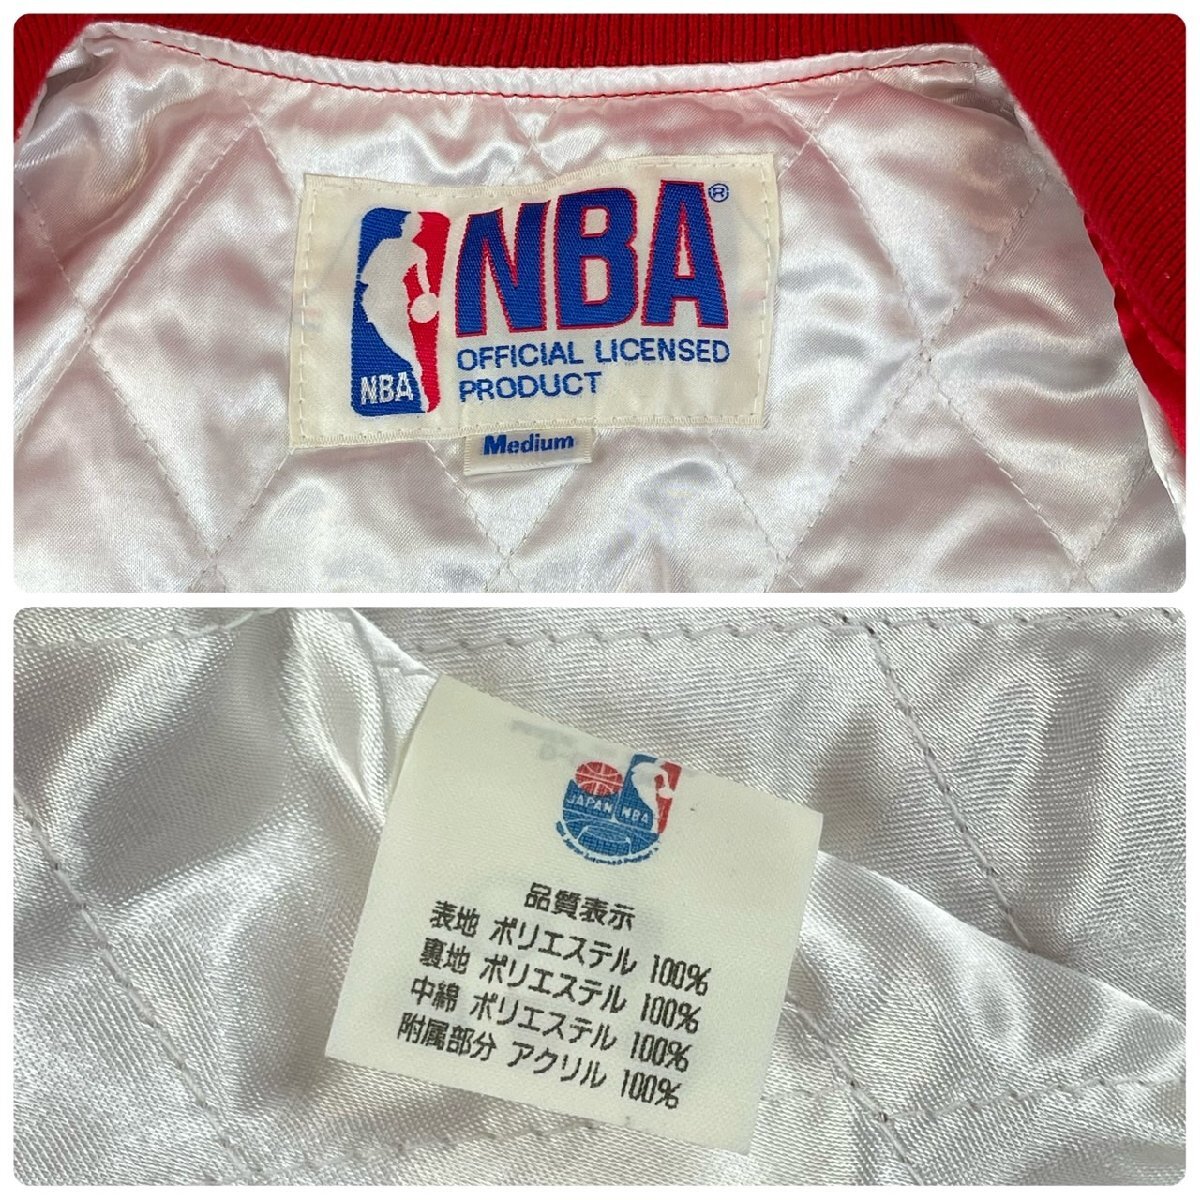 NBA®
NBA
OFFICIAL LICENSED
PRODUCT
Medium
JAPAN NBA
品質表示
表地 ポリエステル 100%
裏地 ポリエステル 100%
中綿 ポリエステル 100%
附属部分 アクリル 100%